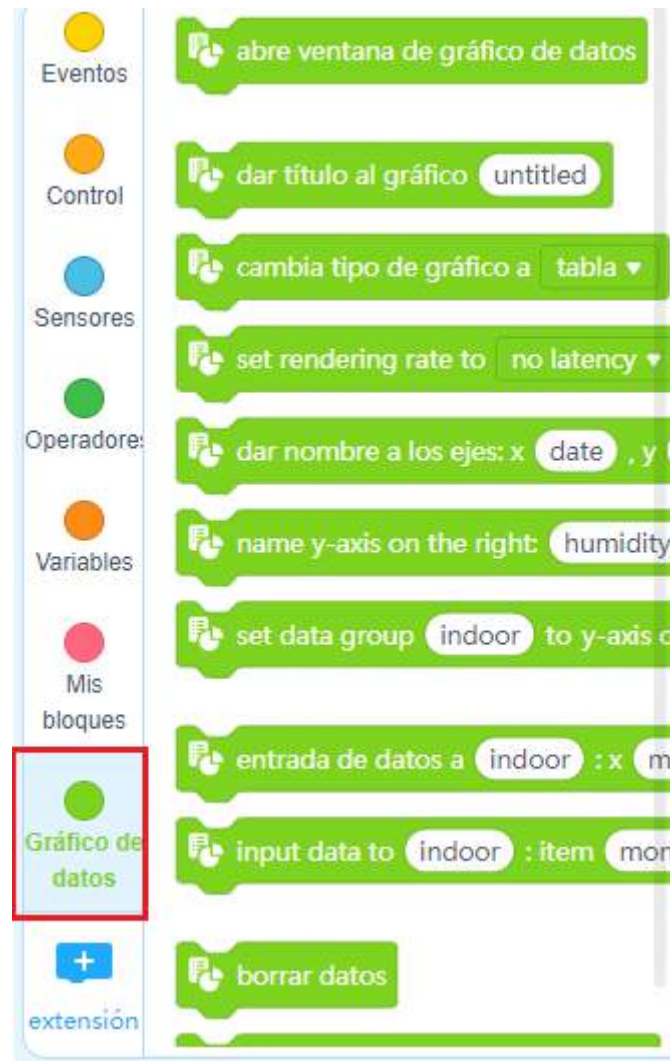 Eventos
Control
Sensores
Operadores
Variables
Mis
bloques
Gráfico de
datos
extensión
abre ventana de gráfico de datos
dar título al gráfico untitled
cambia tipo de gráfico a tabla
set rendering rate to no latency
dar nombre a los ejes: x date , y
name y-axis on the right: humidity
set data group indoor to y-axis
entrada de datos a indoor : x
input data to indoor : item
borrar datos